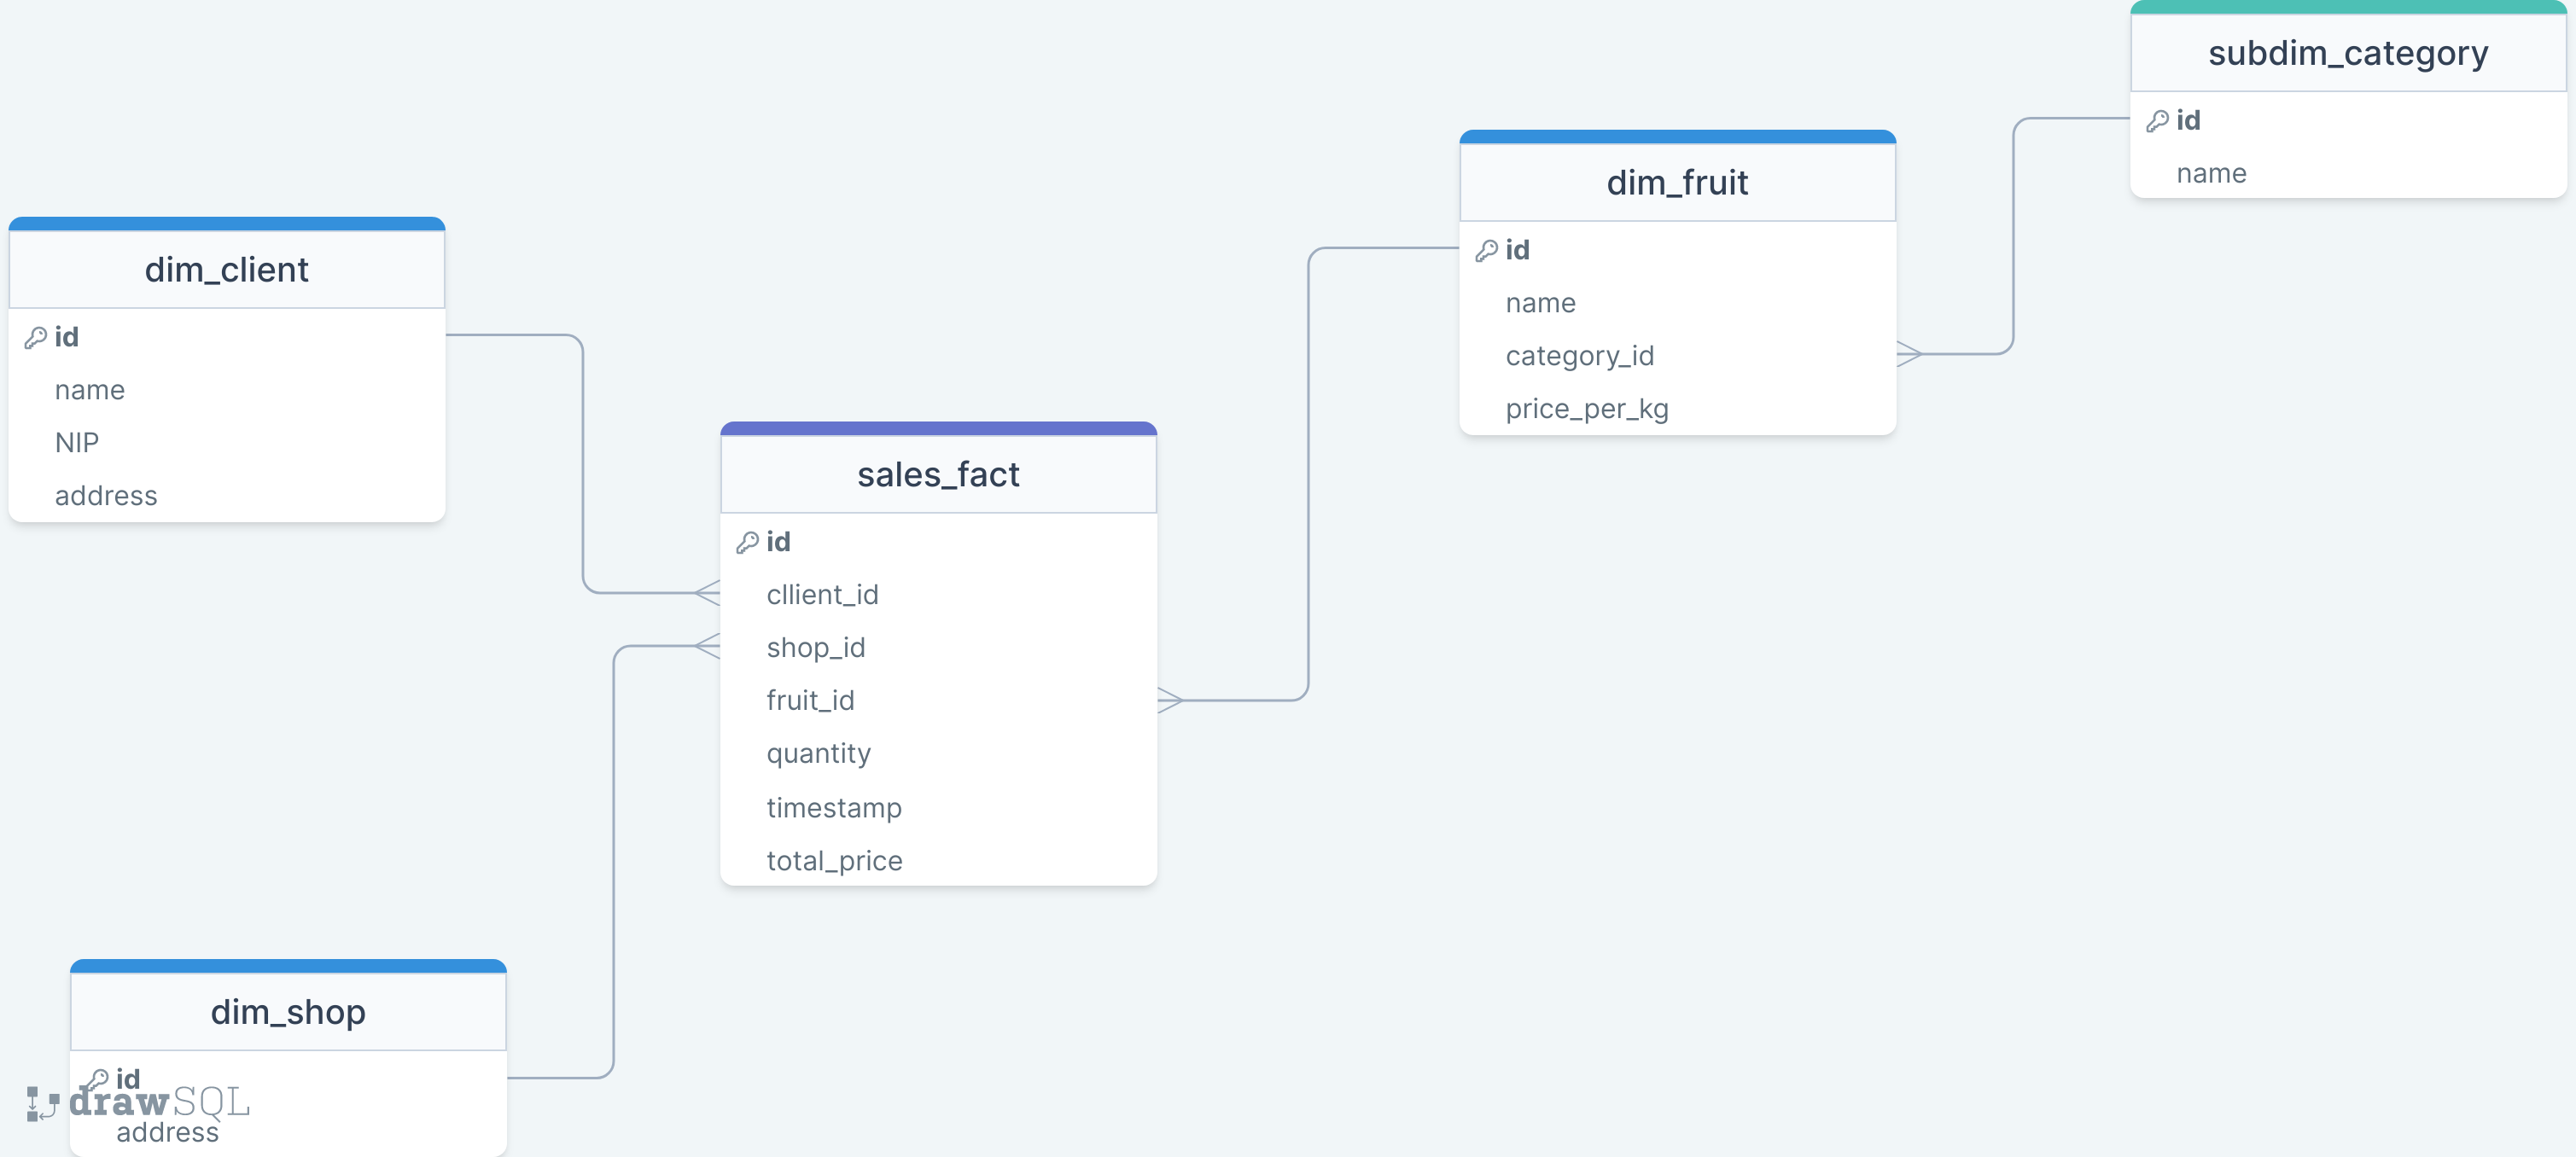 subdim_category
id
name
dim_fruit
id
name
category_id
price_per_kg
dim_client
id
name
NIP
address
sales_fact
id
cllient_id
shop_id
fruit_id
quantity
timestamp
total_price
dim_shop
id
drawSQL
address